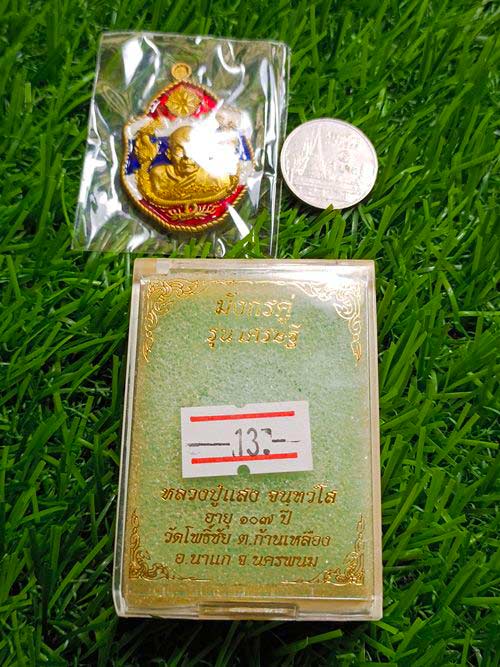 มังกรคู่
รุ่น เศรษฐี
133-
หลวงปู่แสง จนฺทวํโส
อายุ ๑๐๗ ปี
วัดโพธิ์ชัย ต.ก้านเหลือง
อ.นาแก จ.นครพนม